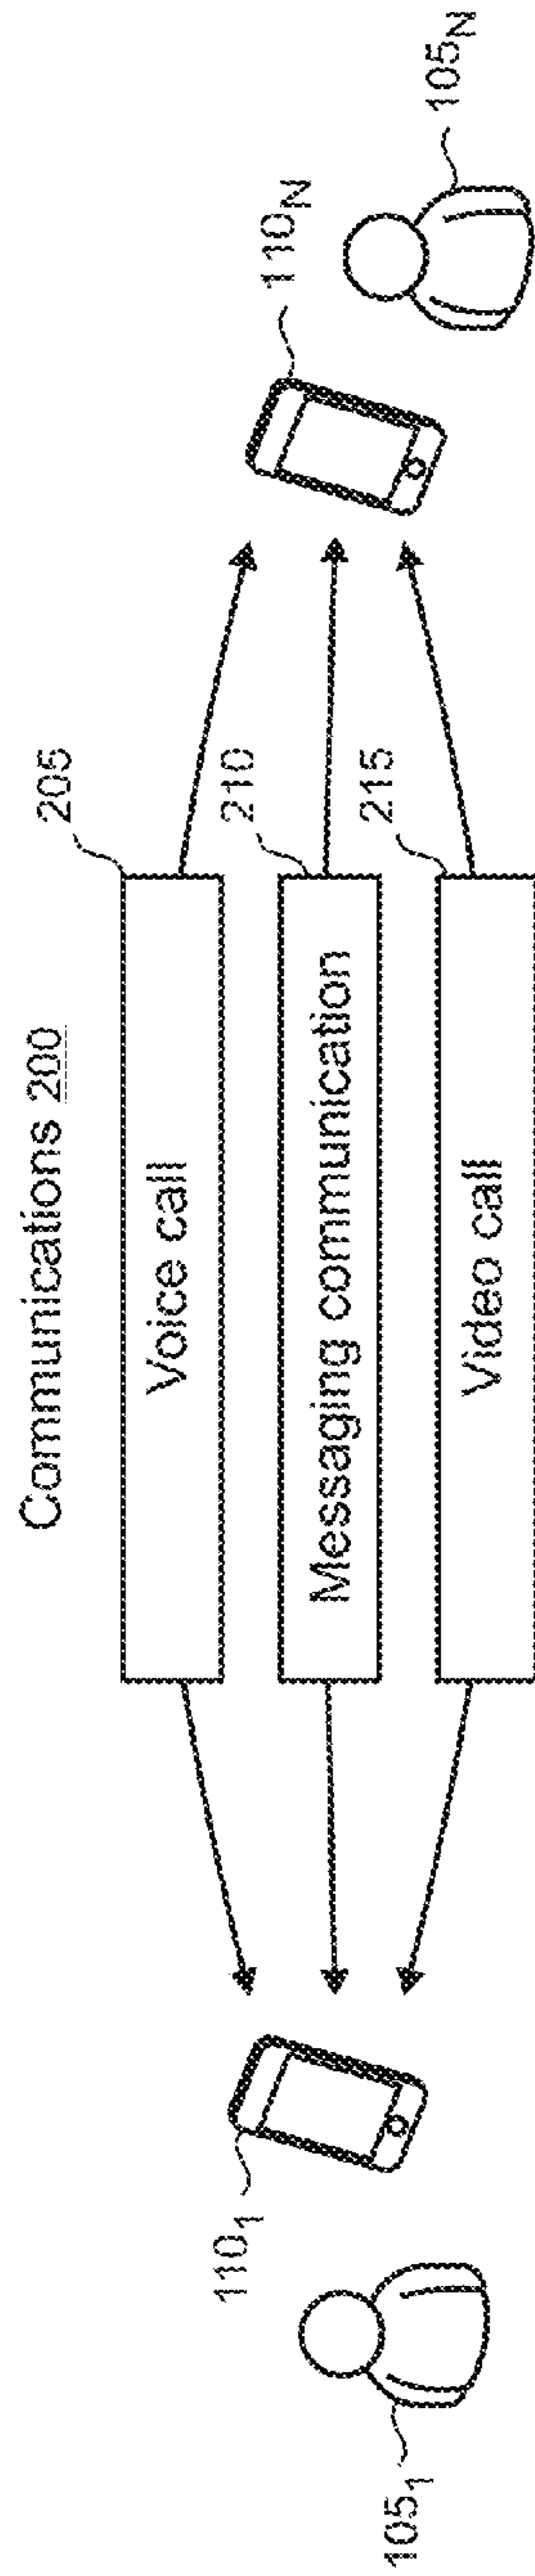 Communications 200
Voice call
205
Messaging communication
210
Video call
215
110₁
105₁
110N
105N